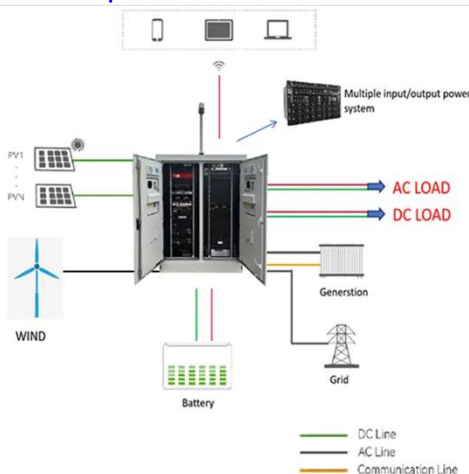 Multiple input/output power
system
PV1
PVN
AC LOAD
DC LOAD
WIND
Generstion
Grid
Battery
DC Line
AC Line
Communication Line